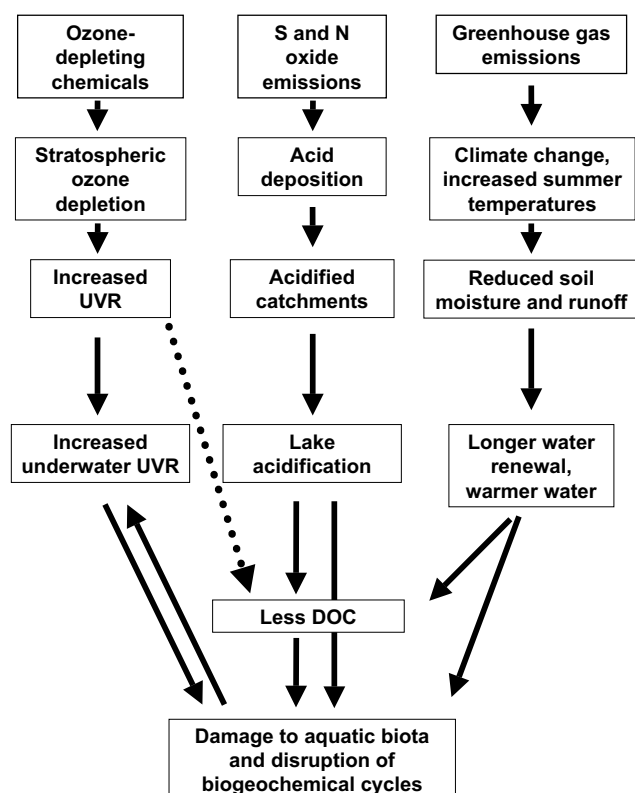 Ozone-
depleting
chemicals
S and N
oxide
emissions
Greenhouse gas
emissions
Stratospheric
ozone
depletion
Acid
deposition
Climate change,
increased summer
temperatures
Increased
UVR
Acidified
catchments
Reduced soil
moisture and runoff
Increased
underwater UVR
Lake
acidification
Longer water
renewal,
warmer water
Less DOC
Damage to aquatic biota
and disruption of
biogeochemical cycles